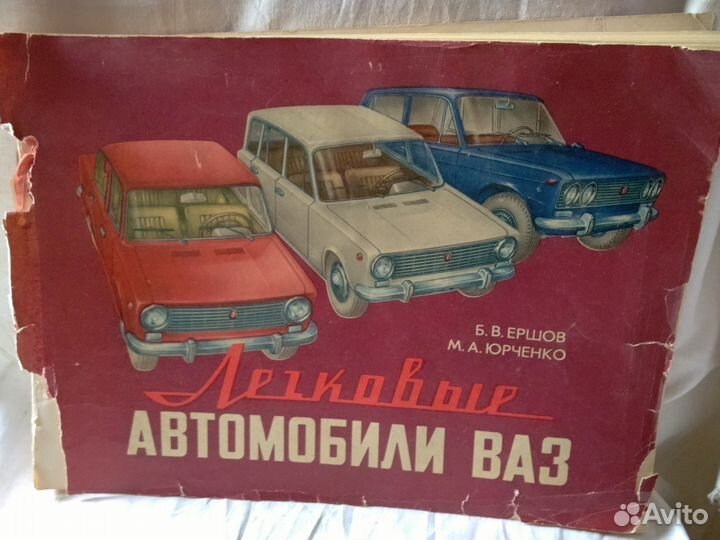 Б. В. ЕРШОВ
М. А. ЮРЧЕНКО
Легковые
АВТОМОБИЛИ ВАЗ
Avito